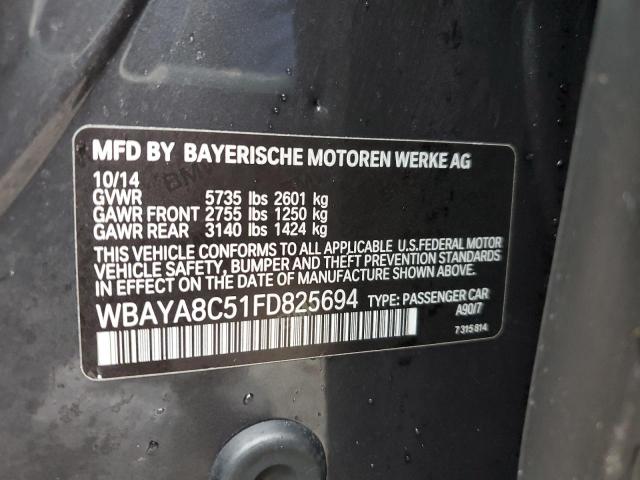 MFD BY BAYERISCHE MOTOREN WERKE AG
10/14
GVWR 5735 lbs 2601 kg
GAWR FRONT 2755 lbs 1250 kg
GAWR REAR 3140 lbs 1424 kg
THIS VEHICLE CONFORMS TO ALL APPLICABLE U.S.FEDERAL MOTOR
VEHICLE SAFETY, BUMPER AND THEFT PREVENTION STANDARDS
IN EFFECT ON THE DATE OF MANUFACTURE SHOWN ABOVE.
WBAYA8C51FD825694 TYPE: PASSENGER CAR
A90/7
7 315 814